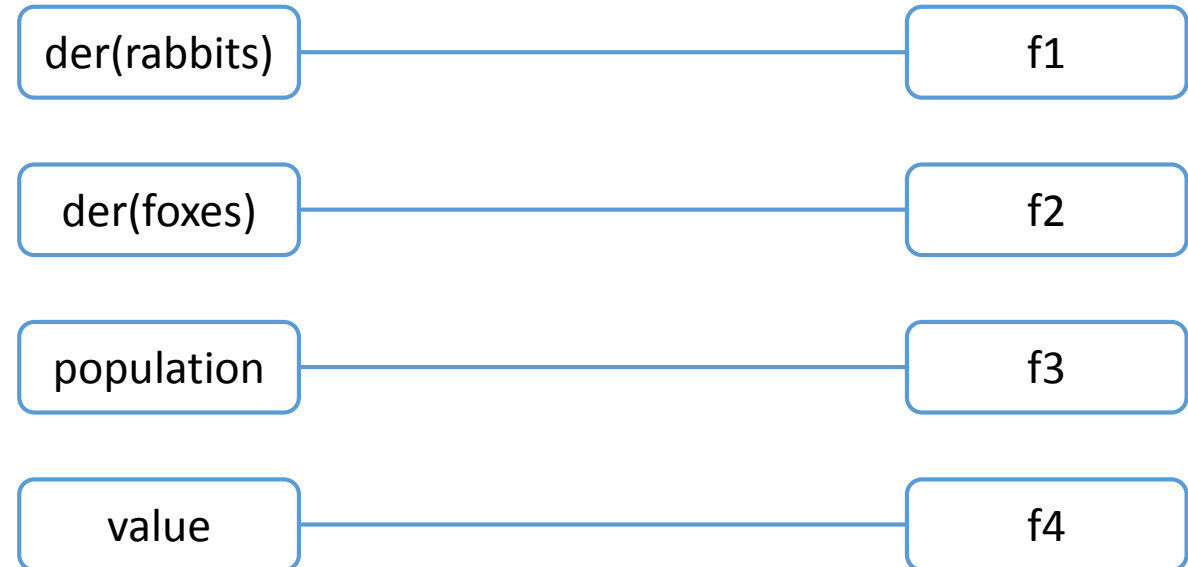 der(rabbits) f1
der(foxes) f2
population f3
value f4